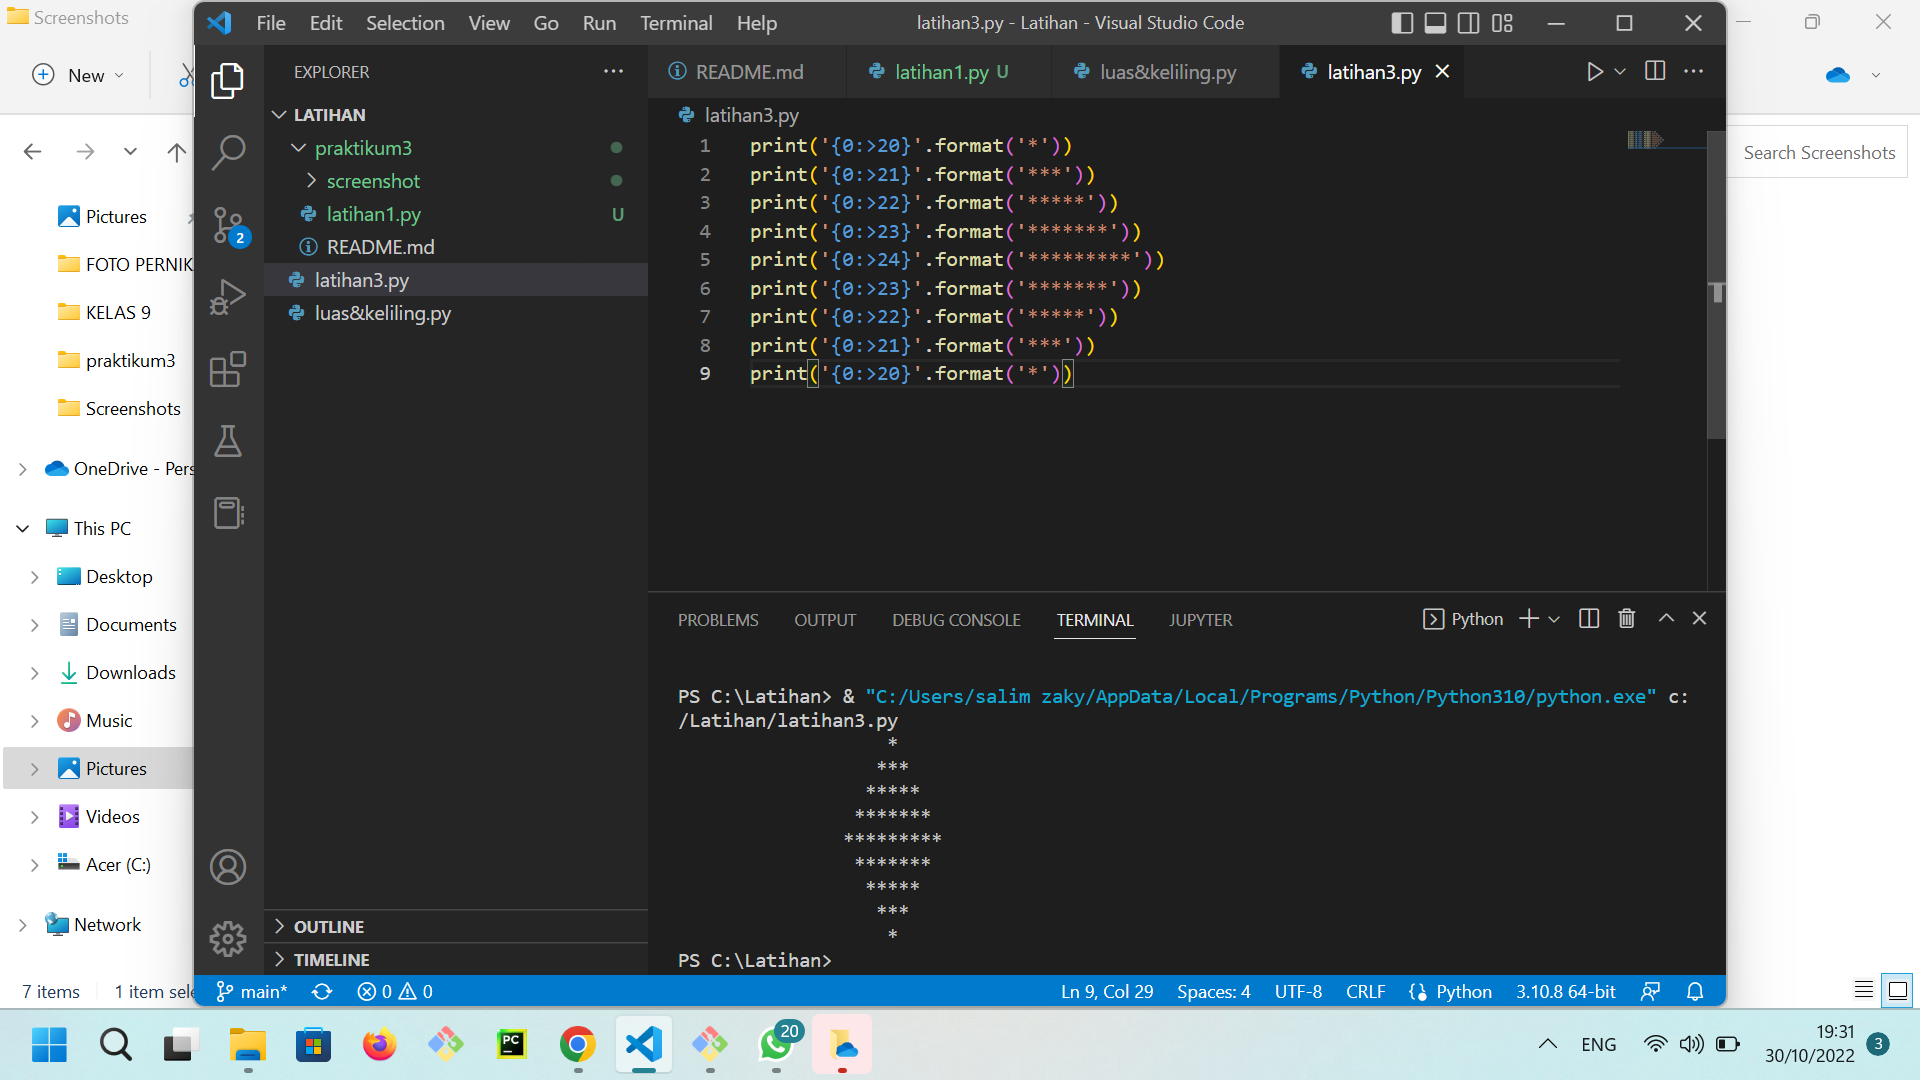 Screenshots
New
Pictures
FOTO PERNIK
KELAS 9
praktikum3
Screenshots
OneDrive - Pers
This PC
Desktop
Documents
Downloads
Music
Pictures
Videos
Acer (C:)
Network
7 items 1 item sele
File Edit Selection View Go Run Terminal Help
latihan3.py - Latihan - Visual Studio Code
EXPLORER
LATIHAN
praktikum3
screenshot
latihan1.py U
README.md
latihan3.py
luas&keliling.py
OUTLINE
TIMELINE
2
README.md latihan1.py U luas&keliling.py latihan3.py
latihan3.py
1 print('{0:>20}'.format('*'))
2 print('{0:>21}'.format('***'))
3 print('{0:>22}'.format('*****'))
4 print('{0:>23}'.format('*******'))
5 print('{0:>24}'.format('*********'))
6 print('{0:>23}'.format('*******'))
7 print('{0:>22}'.format('*****'))
8 print('{0:>21}'.format('***'))
9 print('{0:>20}'.format('*'))
PROBLEMS OUTPUT DEBUG CONSOLE TERMINAL JUPYTER
Python
PS C:\Latihan> & "C:/Users/salim zaky/AppData/Local/Programs/Python/Python310/python.exe" c:
/Latihan/latihan3.py
*
***
*****
*******
*********
*******
*****
***
*
PS C:\Latihan>
main* 0 0 Ln 9, Col 29 Spaces: 4 UTF-8 CRLF Python 3.10.8 64-bit
Search Screenshots
PC
20
ENG
19:31
30/10/2022
3